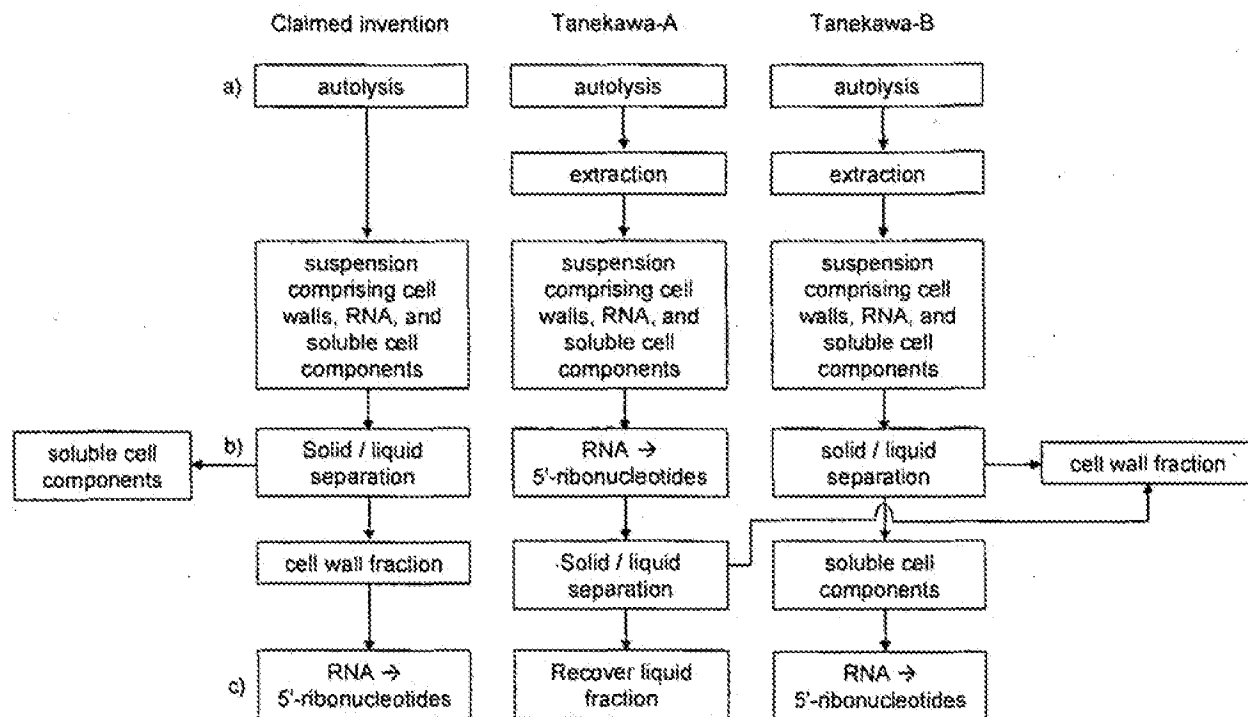 Claimed invention
Tanekawa-A
Tanekawa-B
a)
autolysis
autolysis
autolysis
extraction
extraction
suspension
comprising cell
walls, RNA, and
soluble cell
components
suspension
comprising cell
walls, RNA, and
soluble cell
components
suspension
comprising cell
walls, RNA, and
soluble cell
components
soluble cell
components
b)
Solid / liquid
separation
RNA →
5'-ribonucleotides
solid / liquid
separation
cell wall fraction
cell wall fraction
Solid / liquid
separation
soluble cell
components
c)
RNA →
5'-ribonucleotides
Recover liquid
fraction
RNA →
5'-ribonucleotides